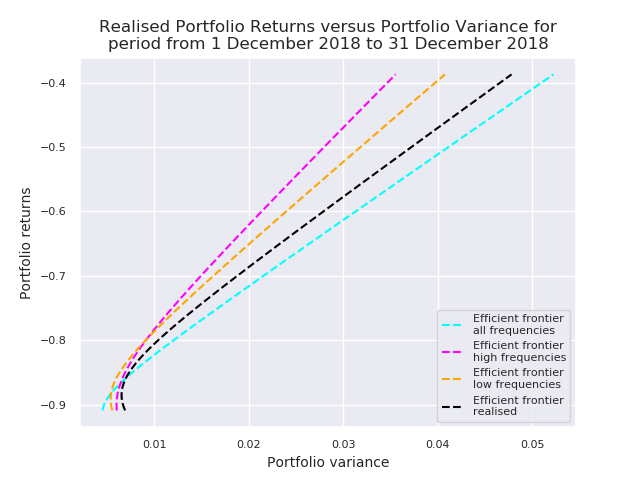 Realised Portfolio Returns versus Portfolio Variance for
period from 1 December 2018 to 31 December 2018
−0.4
−0.5
−0.6
−0.7
−0.8
−0.9
Portfolio returns
0.01
0.02
0.03
0.04
0.05
Portfolio variance
Efficient frontier
all frequencies
Efficient frontier
high frequencies
Efficient frontier
low frequencies
Efficient frontier
realised